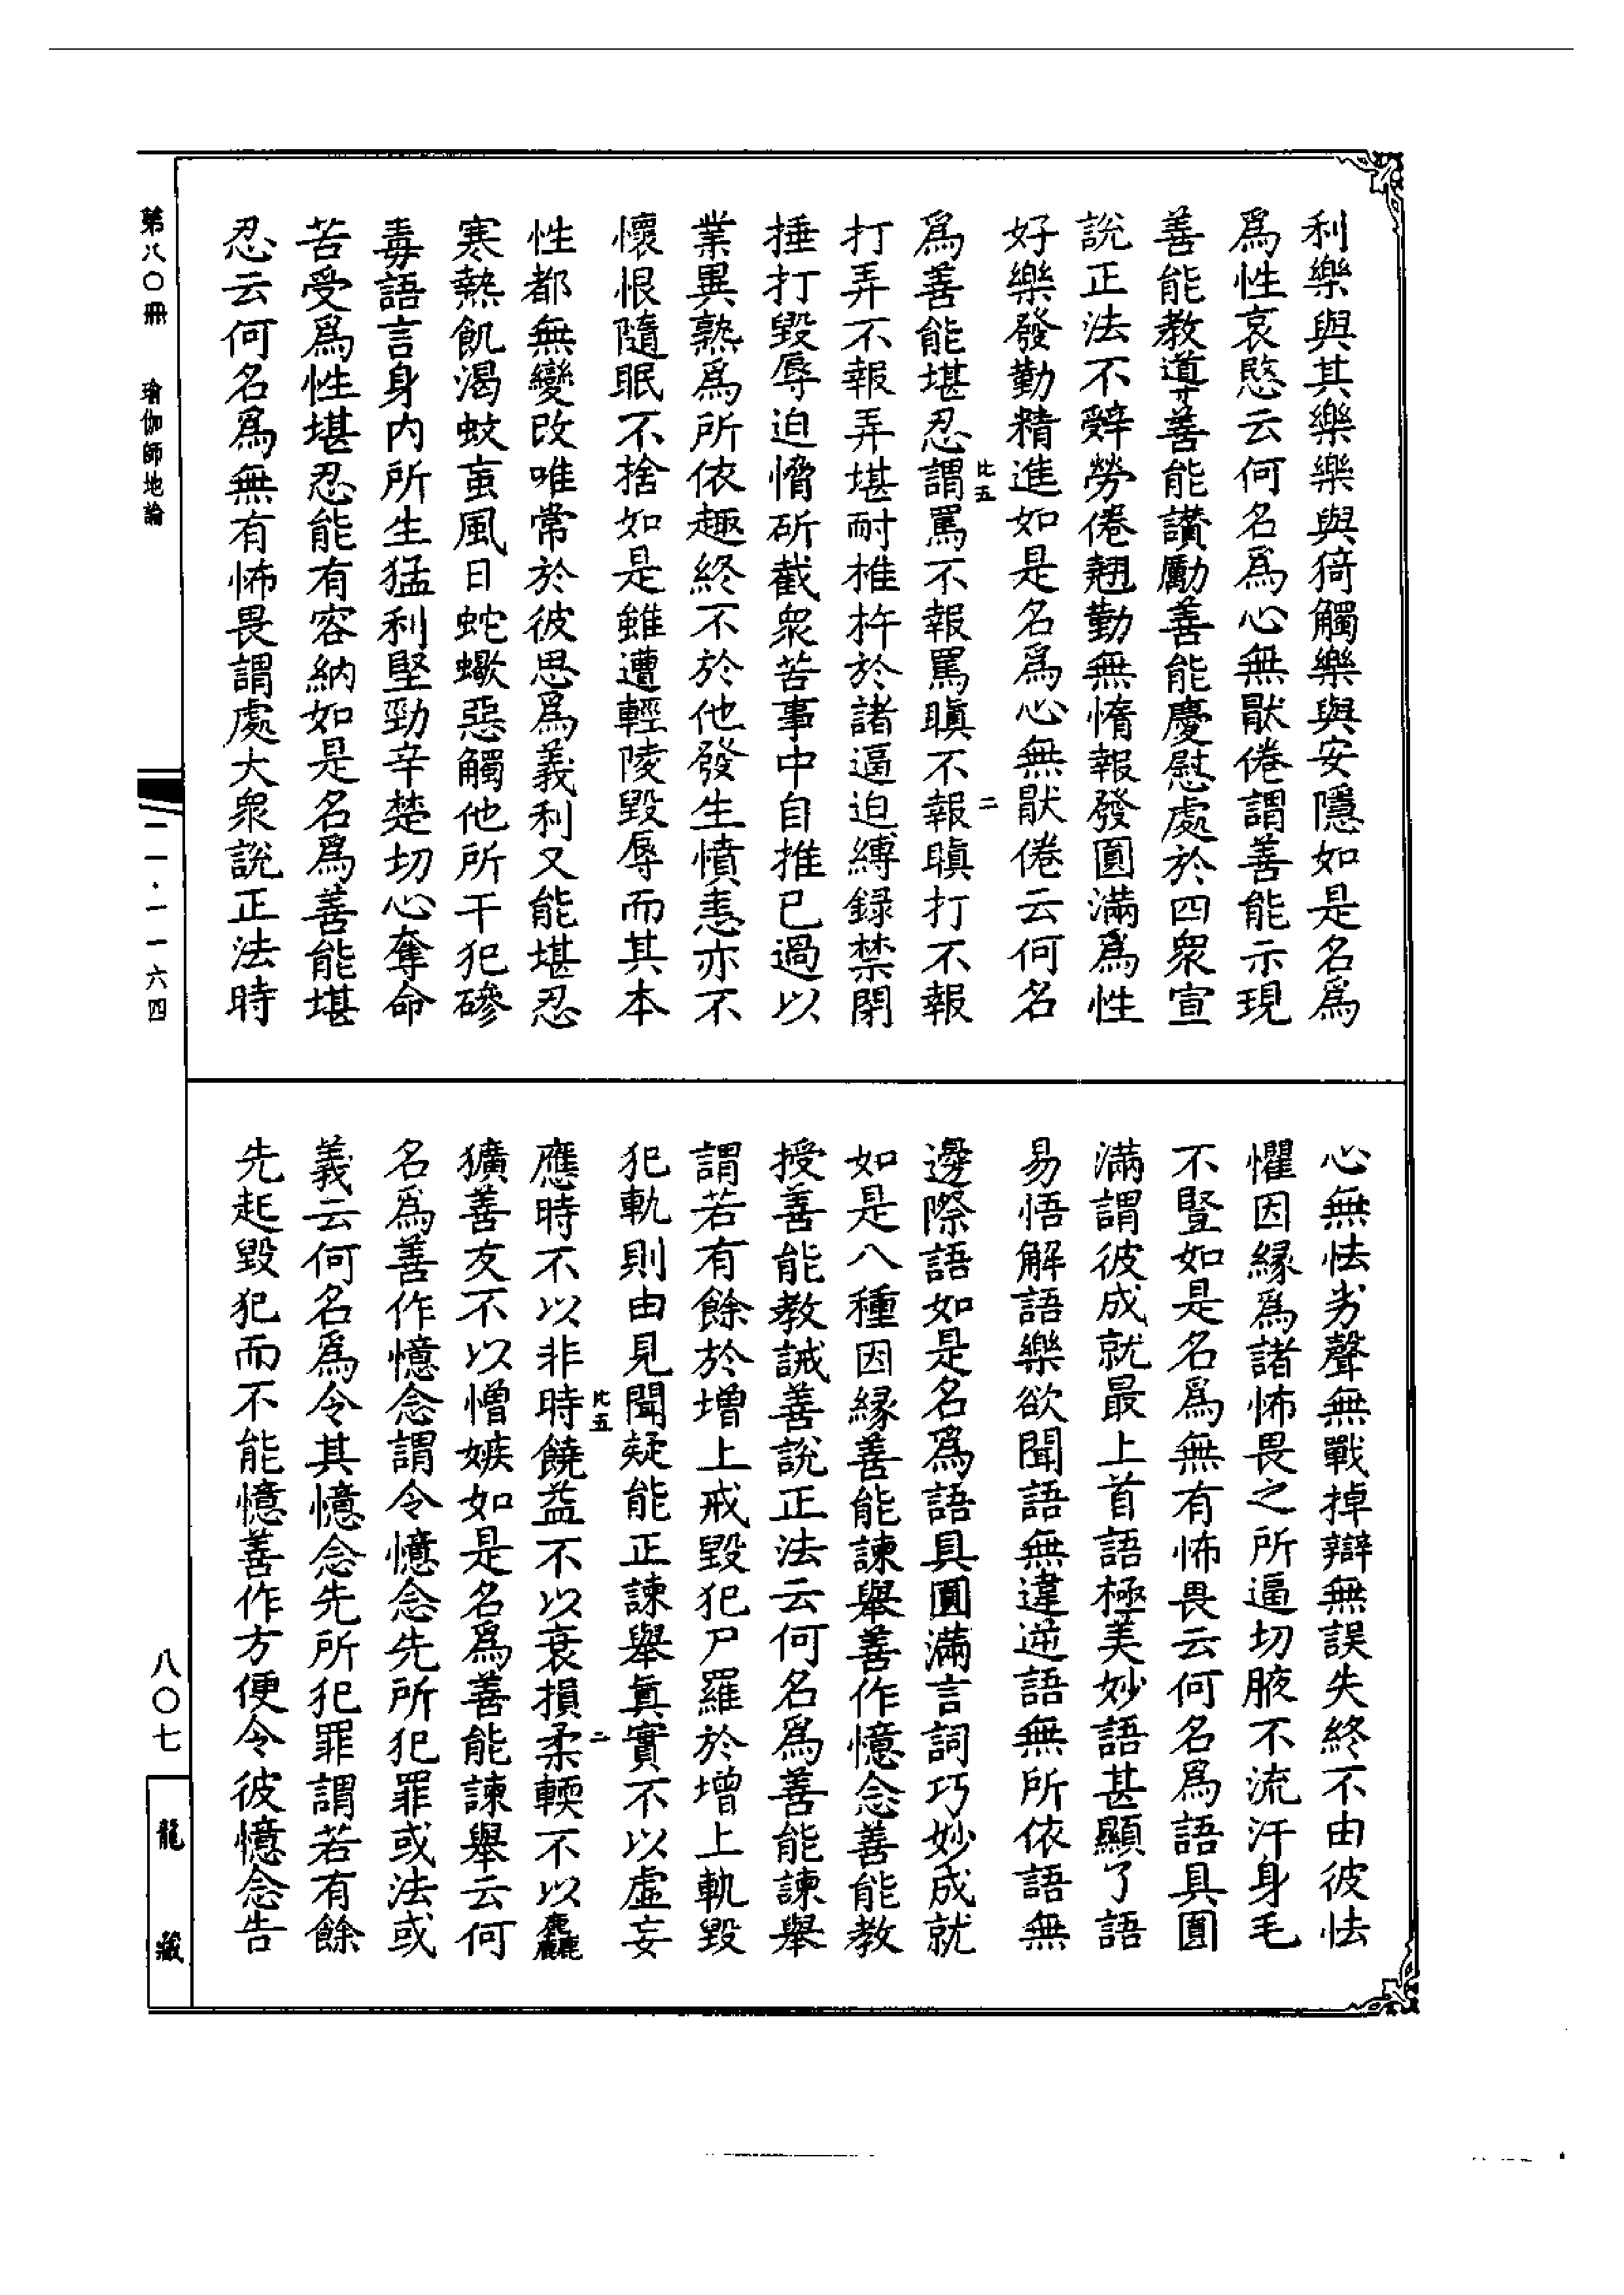 利樂與其樂樂與猗觸樂與安隱如是名爲
爲性哀愍云何名爲心無猒倦謂善能示現
善能教導善能讃勵善能慶慰處於四衆宣
說正法不辭勞倦翹勤無惰報發圓滿爲性
好樂發勤精進如是名爲心無猒倦云何名
爲善能堪忍謂罵不報罵瞋不報瞋打不報
比五
二
打弄不報弄堪耐椎杵於諸逼迫縛録禁閉
捶打毀辱迫愶斫截衆苦事中自推已過以
業異熟爲所依趣終不於他發生憤恚亦不
懷恨隨眠不捨如是雖遭輕陵毀辱而其本
性都無變改唯常於彼思爲義利又能堪忍
寒熱飢渴蚊䖟風日蛇蠍惡觸他所干犯磣
毒語言身内所生猛利堅勁辛楚切心奪命
苦受爲性堪忍能有容納如是名爲善能堪
忍云何名爲無有怖畏謂處大衆說正法時
心無怯劣聲無戰掉辯無誤失終不由彼怯
懼因縁爲諸怖畏之所逼切腋不流汗身毛
不豎如是名爲無有怖畏云何名爲語具圓
滿謂彼成就最上首語極美妙語甚顯了語
易悟解語樂欲聞語無違逆語無所依語無
邊際語如是名爲語具圓滿言詞巧妙成就
如是八種因縁善能諫舉善作憶念善能教
授善能教誡善說正法云何名爲善能諫舉
謂若有餘於增上戒毀犯尸羅於增上軌毀
犯軌則由見聞疑能正諫舉眞實不以虛妄
比五
二
應時不以非時饒益不以衰損柔輭不以麤
獷善友不以憎嫉如是名爲善能諫舉云何
名爲善作憶念謂令憶念先所犯罪或法或
義云何名爲令其憶念先所犯罪謂若有餘
先起毀犯而不能憶善作方便令彼憶念告
第八〇冊 瑜伽師地論
二一·一一六四
八〇七
龍藏